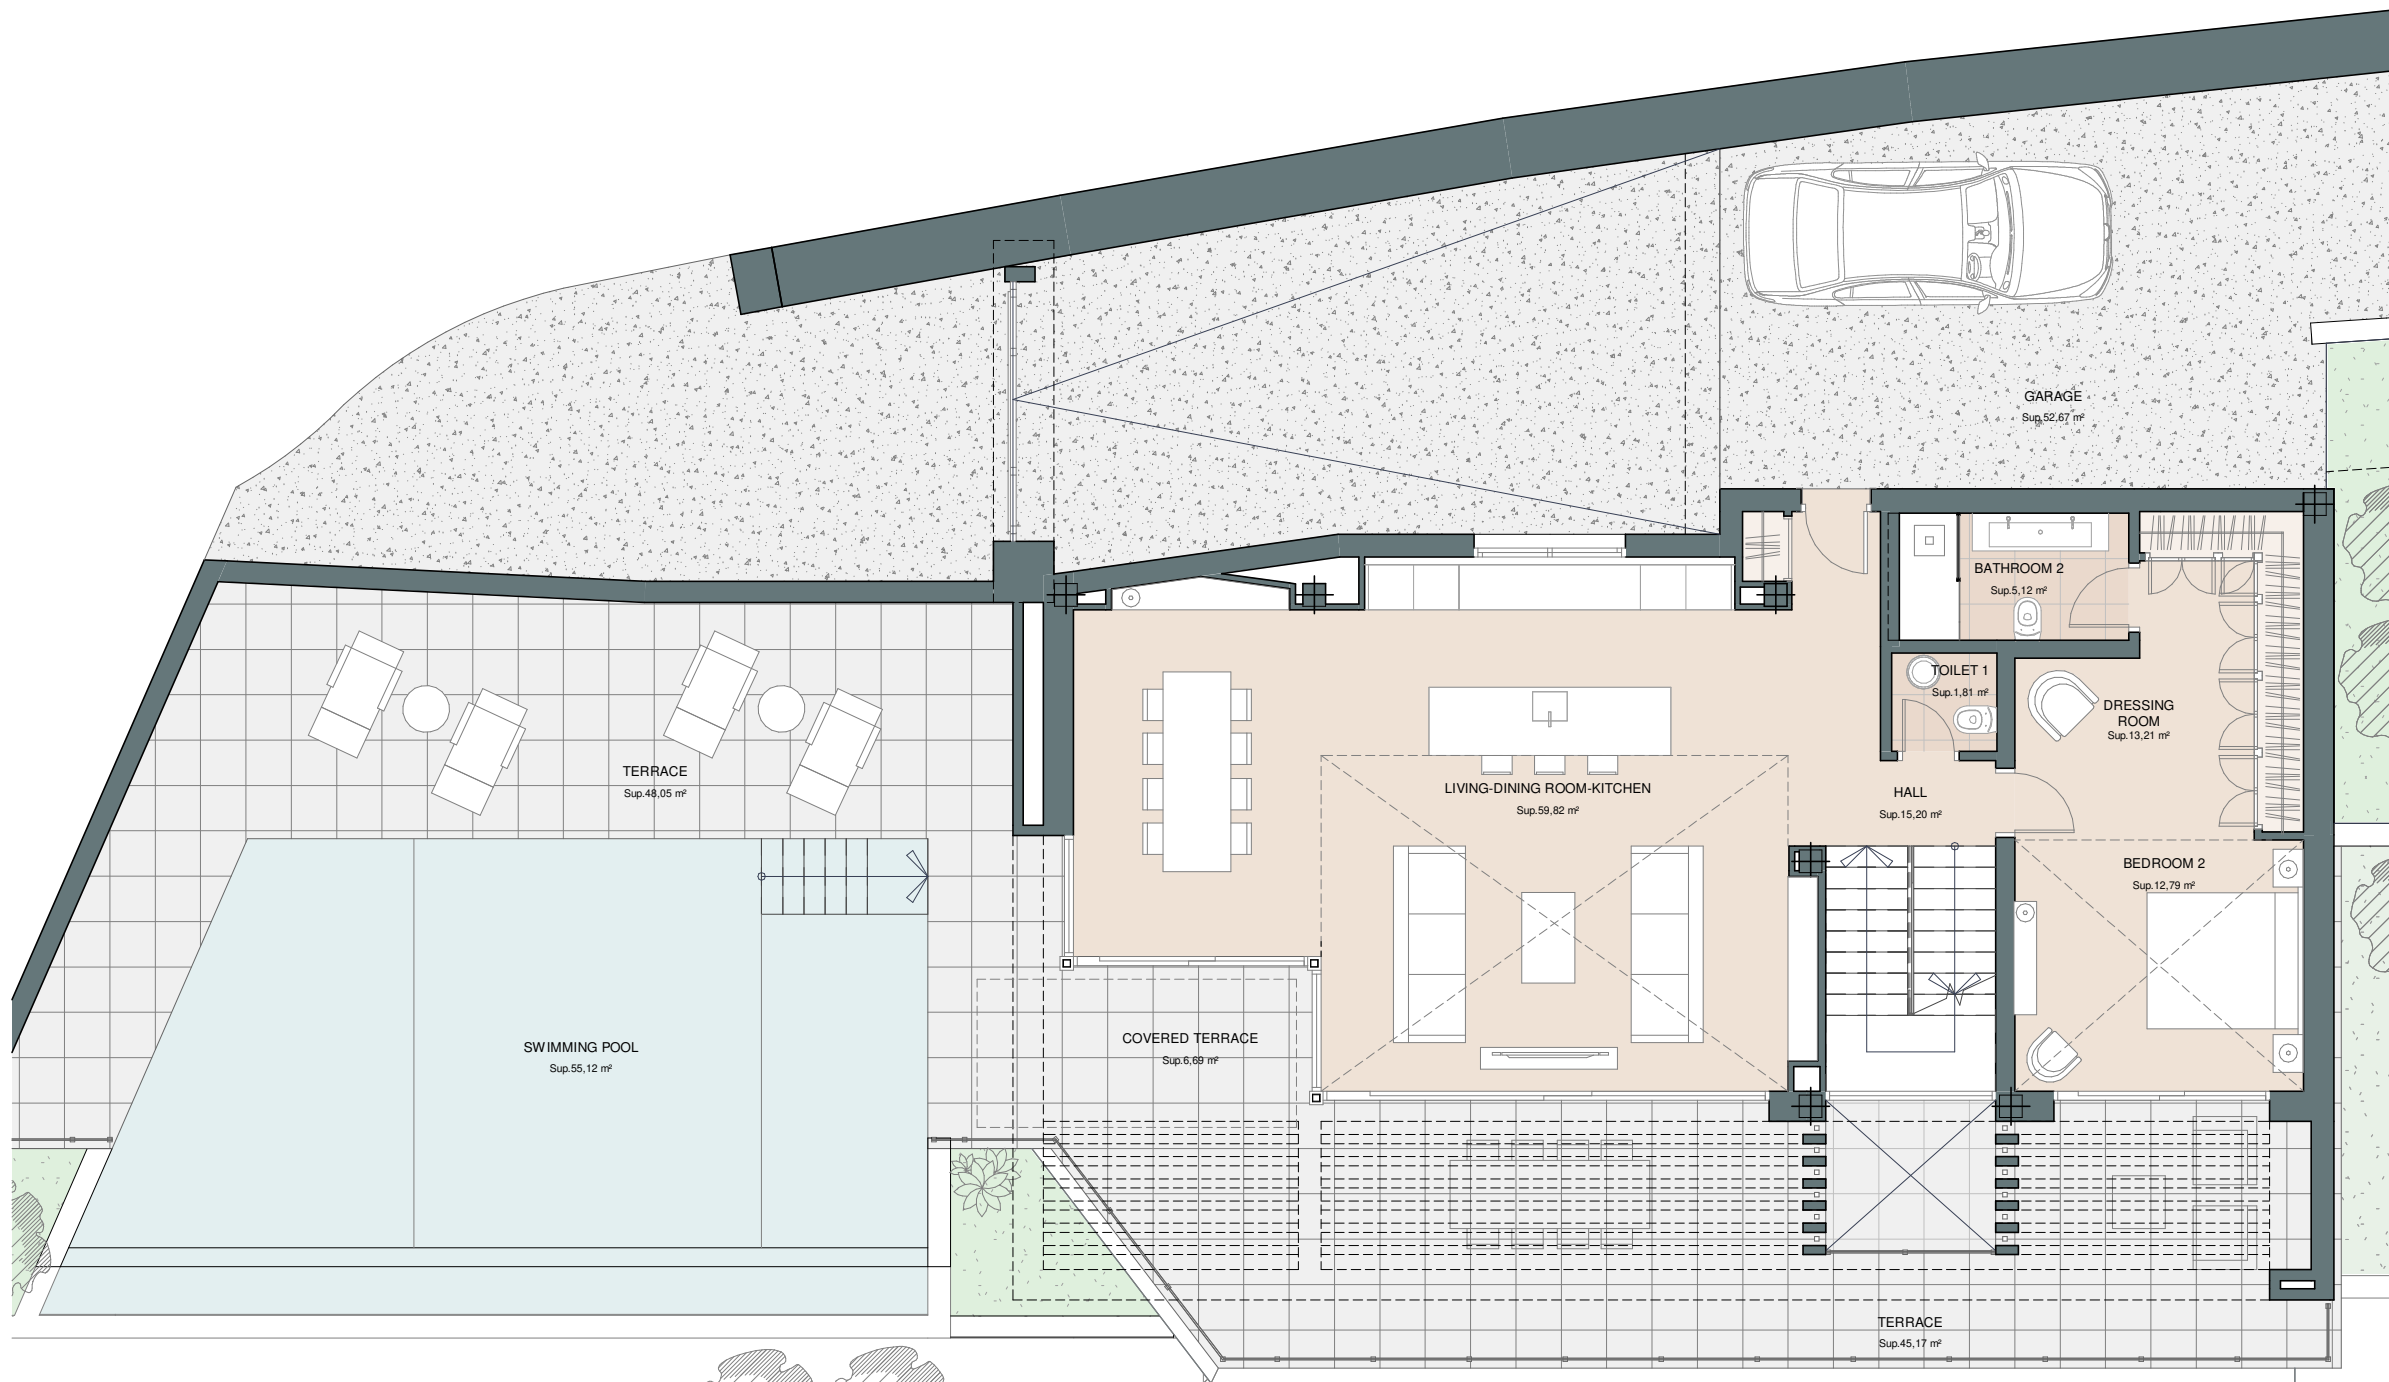 GARAGE
Sup.52,67 m²
BATHROOM 2
Sup.5,12 m²
TOILET 1
Sup.1,81 m²
DRESSING
ROOM
Sup.13,21 m²
TERRACE
Sup.48,05 m²
LIVING-DINING ROOM-KITCHEN
Sup.59,82 m²
HALL
Sup.15,20 m²
BEDROOM 2
Sup.12,79 m²
SWIMMING POOL
Sup.55,12 m²
COVERED TERRACE
Sup.6,69 m²
TERRACE
Sup.45,17 m²